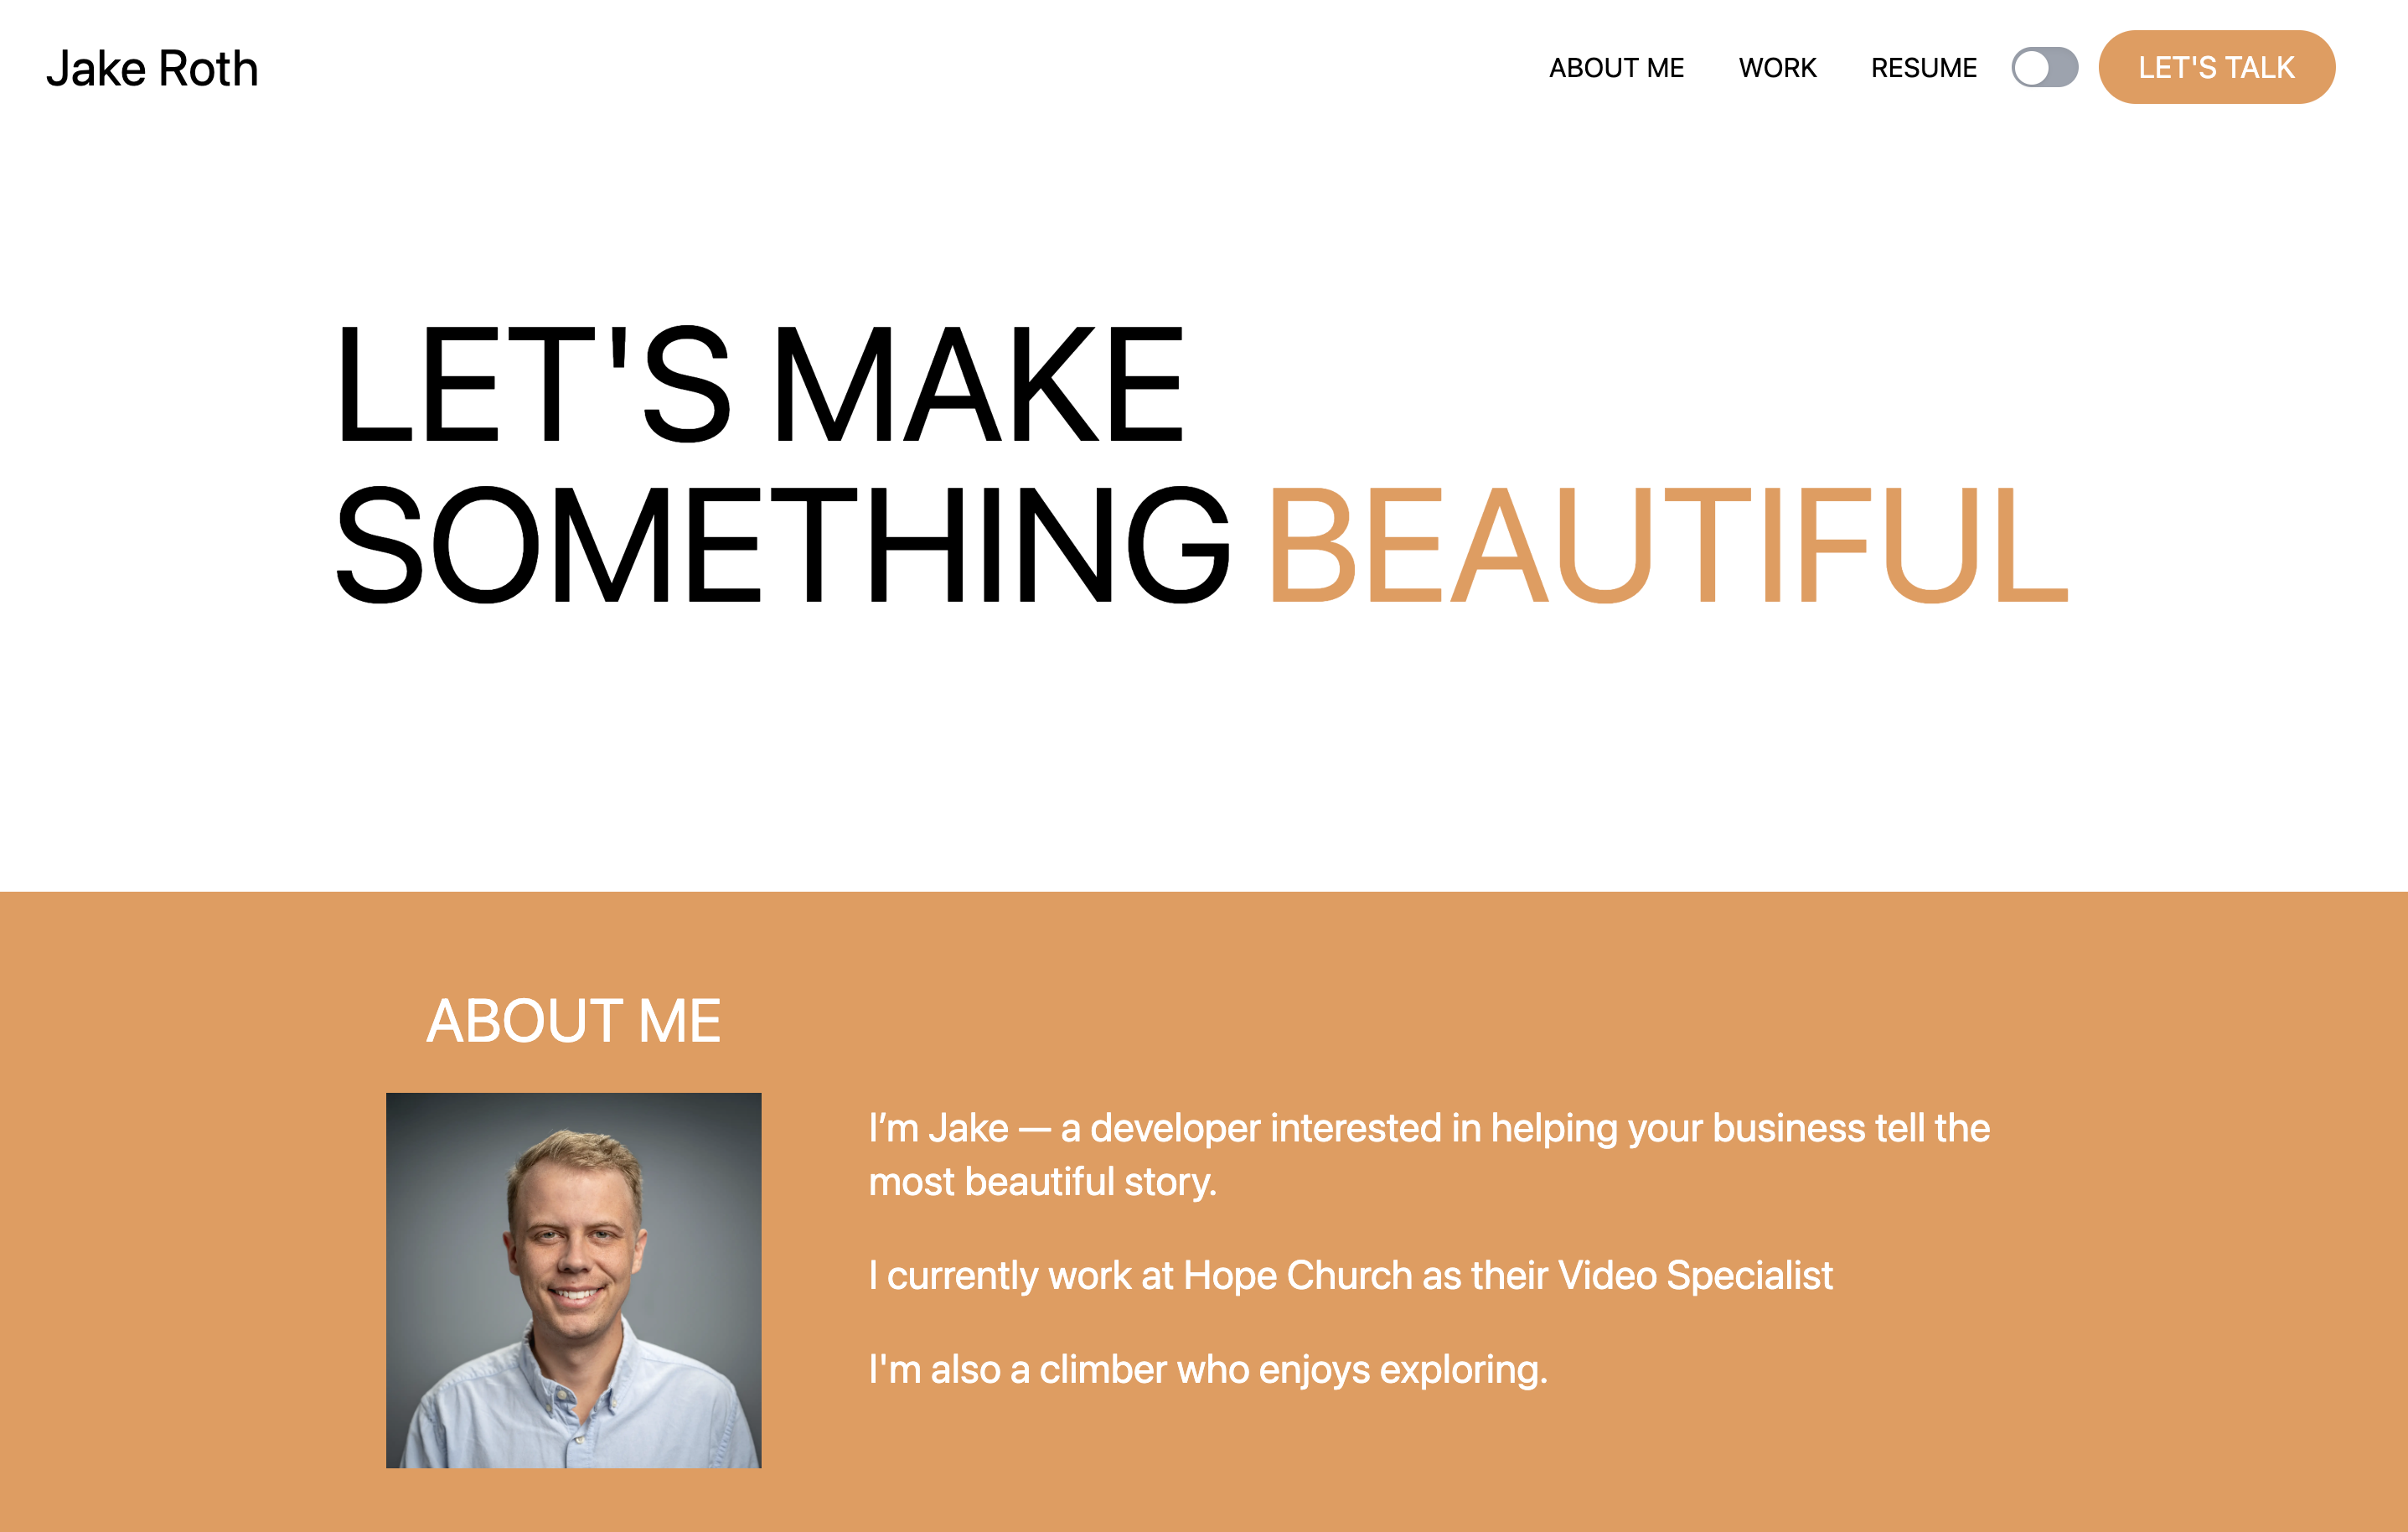 Jake Roth
ABOUT ME
WORK
RESUME
LET'S TALK
LET'S MAKE
SOMETHING BEAUTIFUL
ABOUT ME
I’m Jake — a developer interested in helping your business tell the
most beautiful story.
I currently work at Hope Church as their Video Specialist
I'm also a climber who enjoys exploring.